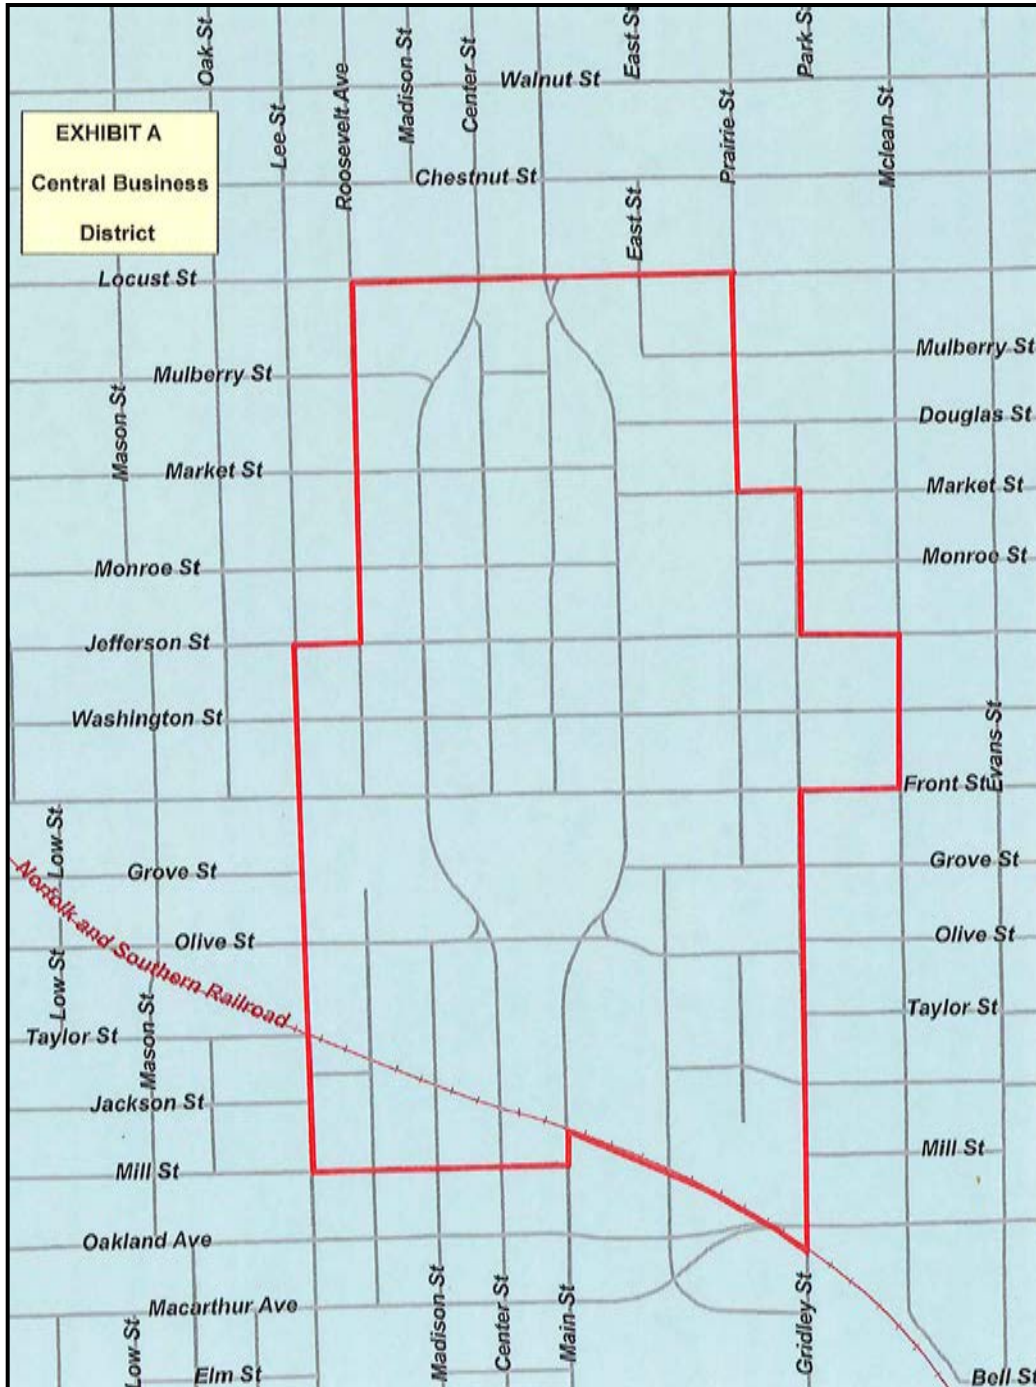 Oak St
Lee St
Roosevelt Ave
Madison St
Center St
Walnut St
East St
Prairie St
Park St
Mclean St
EXHIBIT A
Central Business
District
Chestnut St
East St
Locust St
Mulberry St
Mulberry St
Mason St
Douglas St
Market St
Market St
Monroe St
Monroe St
Jefferson St
Washington St
Evans St
Front St
Low St
Grove St
Grove St
Norfolk and Southern Railroad
Olive St
Olive St
Low St
Mason St
Taylor St
Taylor St
Jackson St
Mill St
Mill St
Oakland Ave
Macarthur Ave
Low St
Madison St
Center St
Main St
Gridley St
Elm St
Bell St